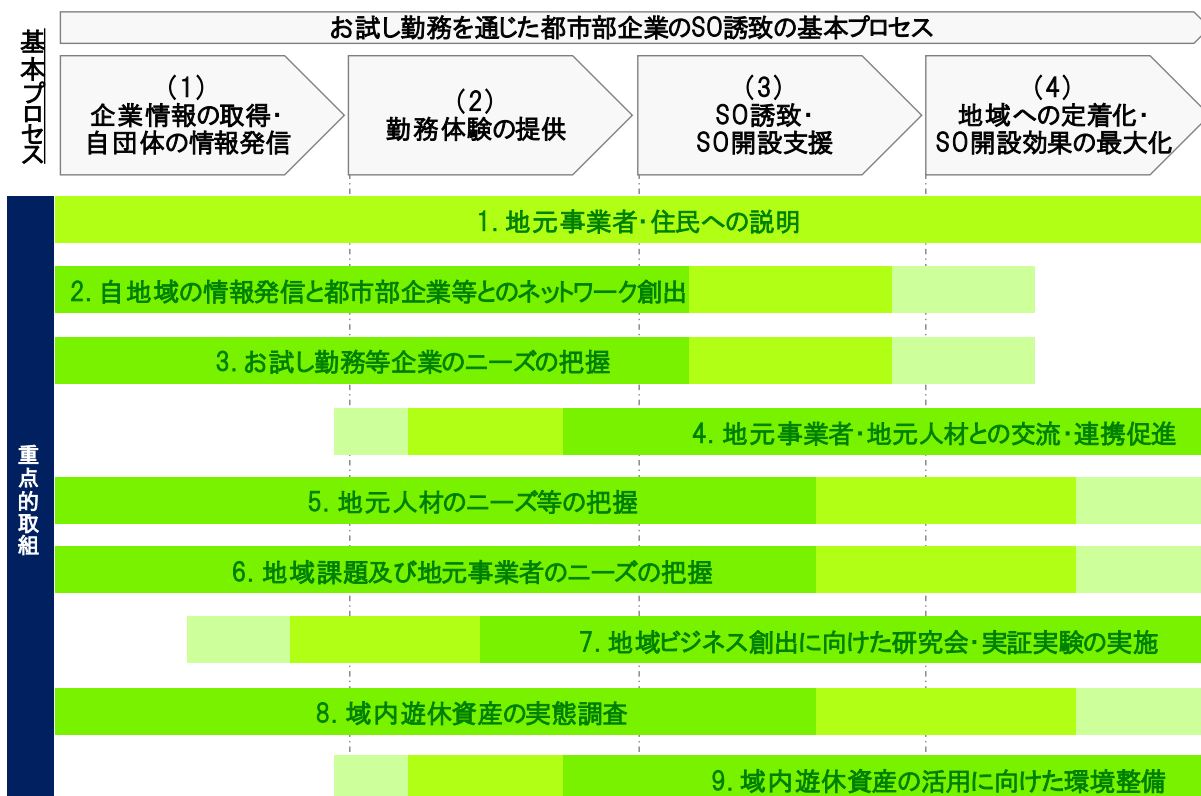 お試し勤務を通じた都市部企業のSO誘致の基本プロセス
基本プロセス
(1)
企業情報の取得・
自団体の情報発信
(2)
勤務体験の提供
(3)
SO誘致・
SO開設支援
(4)
地域への定着化・
SO開設効果の最大化
重点的取組
1. 地元事業者・住民への説明
2. 自地域の情報発信と都市部企業等とのネットワーク創出
3. お試し勤務等企業のニーズの把握
4. 地元事業者・地元人材との交流・連携促進
5. 地元人材のニーズ等の把握
6. 地域課題及び地元事業者のニーズの把握
7. 地域ビジネス創出に向けた研究会・実証実験の実施
8. 域内遊休資産の実態調査
9. 域内遊休資産の活用に向けた環境整備